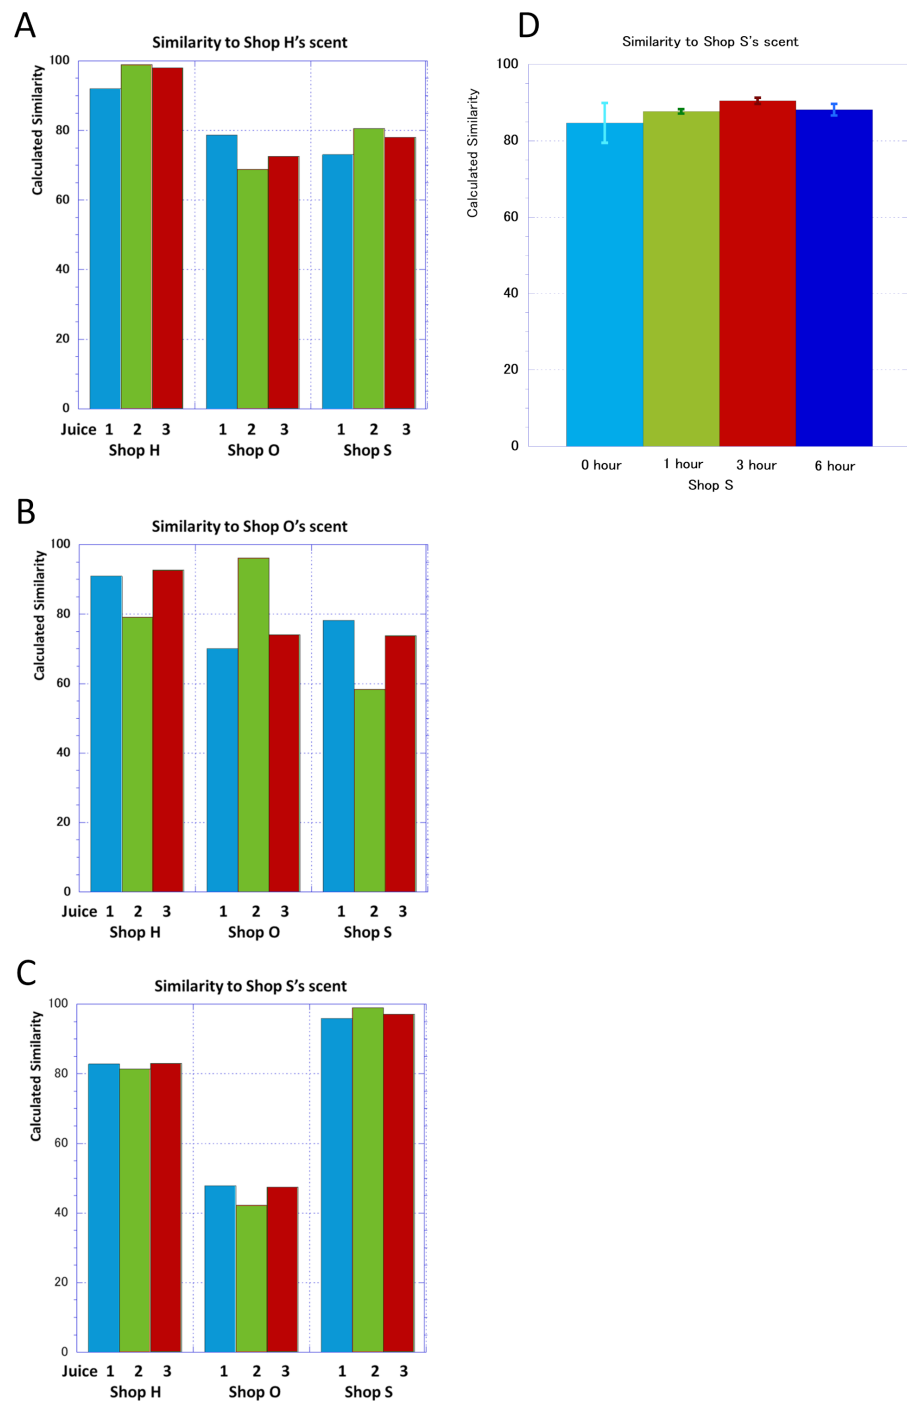 A
Similarity to Shop H's scent
Calculated Similarity
100
80
60
40
20
0
Juice 1 2 3 1 2 3 1 2 3
Shop H Shop O Shop S
D
Similarity to Shop S's scent
Calculated Similarity
100
80
60
40
20
0
0 hour 1 hour 3 hour 6 hour
Shop S
B
Similarity to Shop O's scent
Calculated Similarity
100
80
60
40
20
0
Juice 1 2 3 1 2 3 1 2 3
Shop H Shop O Shop S
C
Similarity to Shop S's scent
Calculated Similarity
100
80
60
40
20
0
Juice 1 2 3 1 2 3 1 2 3
Shop H Shop O Shop S